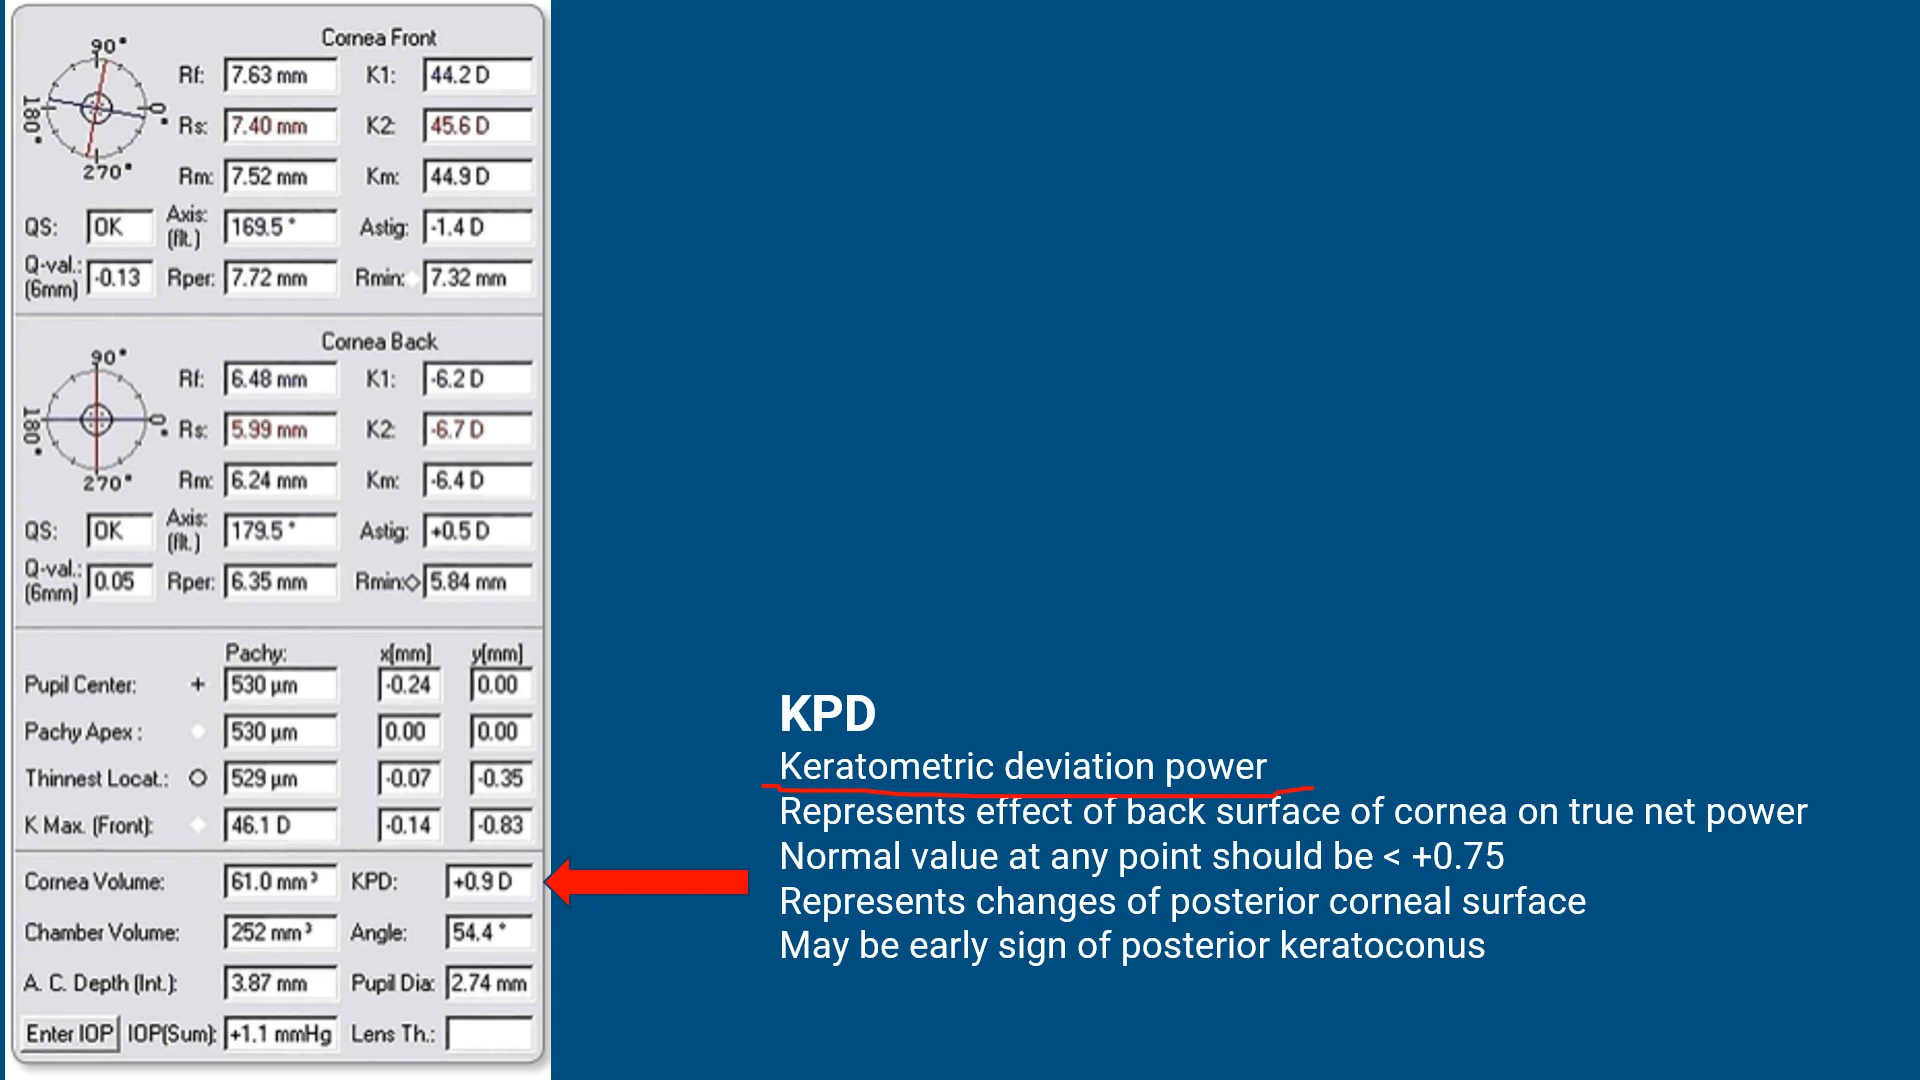 Cornea Front
90°
180°
0°
270°
Rf: 7.63 mm K1: 44.2 D
Rs: 7.40 mm K2: 45.6 D
Rm: 7.52 mm Km: 44.9 D
QS: OK Axis: (flt.) 169.5 ° Astig: -1.4 D
Q-val.: (6mm) -0.13 Rper: 7.72 mm Rmin: 7.32 mm
Cornea Back
90°
180°
0°
270°
Rf: 6.48 mm K1: -6.2 D
Rs: 5.99 mm K2: -6.7 D
Rm: 6.24 mm Km: -6.4 D
QS: OK Axis: (flt.) 179.5 ° Astig: +0.5 D
Q-val.: (6mm) 0.05 Rper: 6.35 mm Rmin: 5.84 mm
Pachy: x[mm] y[mm]
Pupil Center: + 530 µm -0.24 0.00
Pachy Apex : 530 µm 0.00 0.00
Thinnest Locat.: 529 µm -0.07 -0.35
K Max. (Front): 46.1 D -0.14 -0.83
Cornea Volume: 61.0 mm³ KPD: +0.9 D
Chamber Volume: 252 mm³ Angle: 54.4 °
A. C. Depth (Int.): 3.87 mm Pupil Dia: 2.74 mm
Enter IOP IOP(Sum): +1.1 mmHg Lens Th.:
KPD
Keratometric deviation power
Represents effect of back surface of cornea on true net power
Normal value at any point should be < +0.75
Represents changes of posterior corneal surface
May be early sign of posterior keratoconus